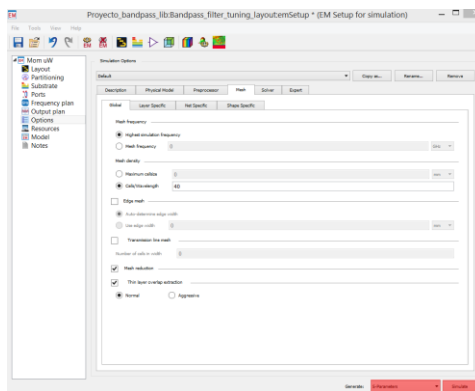 Proyecto_bandpass_lib:Bandpass_filter_tuning_layout:emSetup * (EM Setup for simulation)
File Tools View Help
Mom uW
Layout
Partitioning
Substrate
Ports
Frequency plan
Output plan
Options
Resources
Model
Notes
Simulation Options
Default
Copy as...
Rename...
Remove
Description Physical Model Preprocessor Mesh Solver Expert
Global Layer Specific Net Specific Shape Specific
Mesh frequency
Highest simulation frequency
Mesh frequency 0 GHz
Mesh density
Maximum cellsize 0
Cells/Wavelength 40
Edge mesh
Auto-determine edge width
Use edge width 0
Transmission line mesh
Number of cells in width 0
Mesh reduction
Thin layer overlap extraction
Normal Aggressive
Generate: S-Parameters Simulate